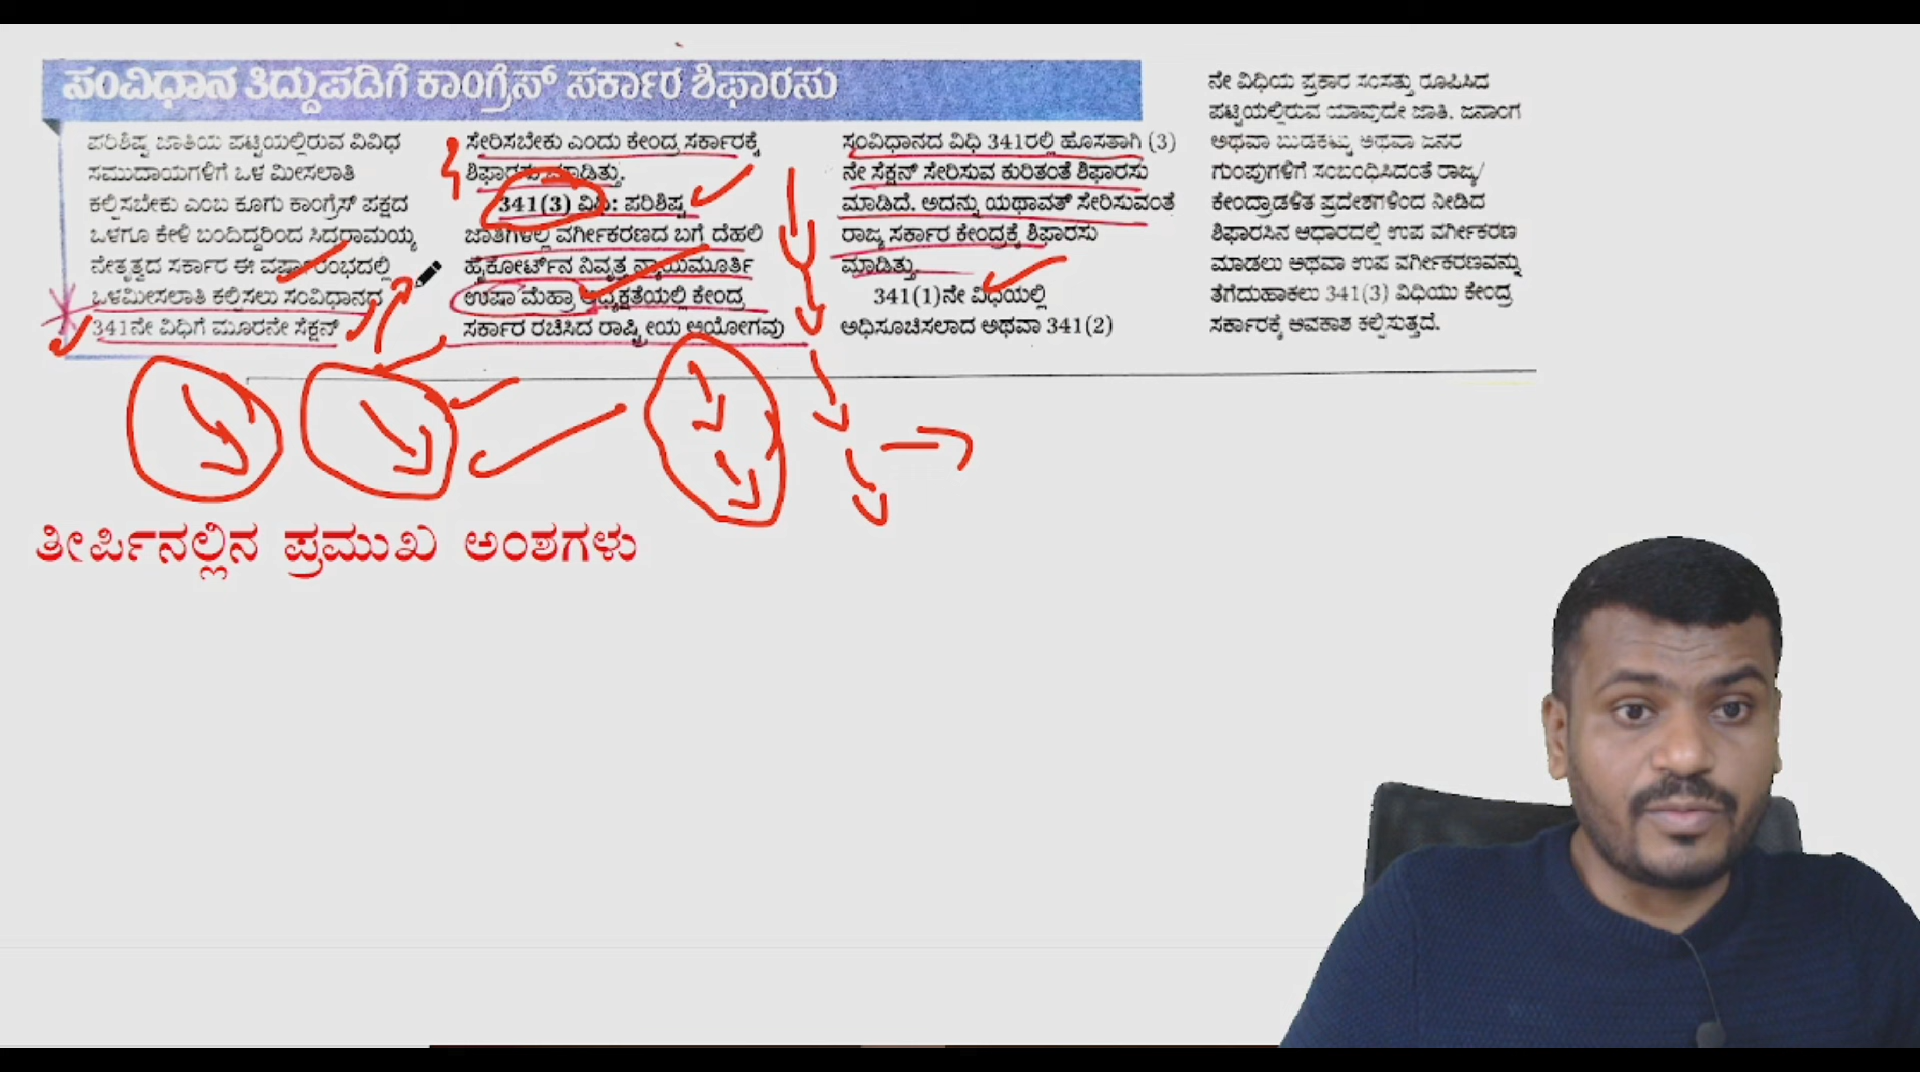 ಸಂವಿಧಾನ ತಿದ್ದುಪಡಿಗೆ ಕಾಂಗ್ರೆಸ್ ಸರ್ಕಾರ ಶಿಫಾರಸು
ಪರಿಶಿಷ್ಟ ಜಾತಿಯ ಪಟ್ಟಿಯಲ್ಲಿರುವ ವಿವಿಧ
ಸಮುದಾಯಗಳಿಗೆ ಒಳ ಮೀಸಲಾತಿ
ಕಲ್ಪಿಸಬೇಕು ಎಂಬ ಕೂಗು ಕಾಂಗ್ರೆಸ್ ಪಕ್ಷದ
ಒಳಗೂ ಕೇಳಿ ಬಂದಿದ್ದರಿಂದ ಸಿದ್ದರಾಮಯ್ಯ
ನೇತೃತ್ವದ ಸರ್ಕಾರ ಈ ವರ್ಷಾರಂಭದಲ್ಲಿ
ಒಳಮೀಸಲಾತಿ ಕಲ್ಪಿಸಲು ಸಂವಿಧಾನದ
341ನೇ ವಿಧಿಗೆ ಮೂರನೇ ಸೆಕ್ಷನ್
ಸೇರಿಸಬೇಕು ಎಂದು ಕೇಂದ್ರ ಸರ್ಕಾರಕ್ಕೆ
ಶಿಫಾರಸು ಮಾಡಿತ್ತು.
341(3) ವಿಧಿ: ಪರಿಶಿಷ್ಟ
ಜಾತಿಗಳಲ್ಲಿ ವರ್ಗೀಕರಣದ ಬಗೆ ದೆಹಲಿ
ಹೈಕೋರ್ಟ್‌ನ ನಿವೃತ್ತ ನ್ಯಾಯಮೂರ್ತಿ
ಉಷಾ ಮೆಹ್ರಾ ಅಧ್ಯಕ್ಷತೆಯಲ್ಲಿ ಕೇಂದ್ರ
ಸರ್ಕಾರ ರಚಿಸಿದ ರಾಷ್ಟ್ರೀಯ ಆಯೋಗವು
ಸಂವಿಧಾನದ ವಿಧಿ 341ರಲ್ಲಿ ಹೊಸತಾಗಿ (3)
ನೇ ಸೆಕ್ಷನ್ ಸೇರಿಸುವ ಕುರಿತಂತೆ ಶಿಫಾರಸು
ಮಾಡಿದೆ. ಅದನ್ನು ಯಥಾವತ್ ಸೇರಿಸುವಂತೆ
ರಾಜ್ಯ ಸರ್ಕಾರ ಕೇಂದ್ರಕ್ಕೆ ಶಿಫಾರಸು
ಮಾಡಿತ್ತು.
341(1)ನೇ ವಿಧಿಯಲ್ಲಿ
ಅಧಿಸೂಚಿಸಲಾದ ಅಥವಾ 341(2)
ನೇ ವಿಧಿಯ ಪ್ರಕಾರ ಸಂಸತ್ತು ರೂಪಿಸಿದ
ಪಟ್ಟಿಯಲ್ಲಿರುವ ಯಾವುದೇ ಜಾತಿ, ಜನಾಂಗ
ಅಥವಾ ಬುಡಕಟ್ಟು ಅಥವಾ ಜನರ
ಗುಂಪುಗಳಿಗೆ ಸಂಬಂಧಿಸಿದಂತೆ ರಾಜ್ಯ/
ಕೇಂದ್ರಾಡಳಿತ ಪ್ರದೇಶಗಳಿಂದ ನೀಡಿದ
ಶಿಫಾರಸಿನ ಆಧಾರದಲ್ಲಿ ಉಪ ವರ್ಗೀಕರಣ
ಮಾಡಲು ಅಥವಾ ಉಪ ವರ್ಗೀಕರಣವನ್ನು
ತೆಗೆದುಹಾಕಲು 341(3) ವಿಧಿಯು ಕೇಂದ್ರ
ಸರ್ಕಾರಕ್ಕೆ ಅವಕಾಶ ಕಲ್ಪಿಸುತ್ತದೆ.
ತೀರ್ಪಿನಲ್ಲಿನ ಪ್ರಮುಖ ಅಂಶಗಳು